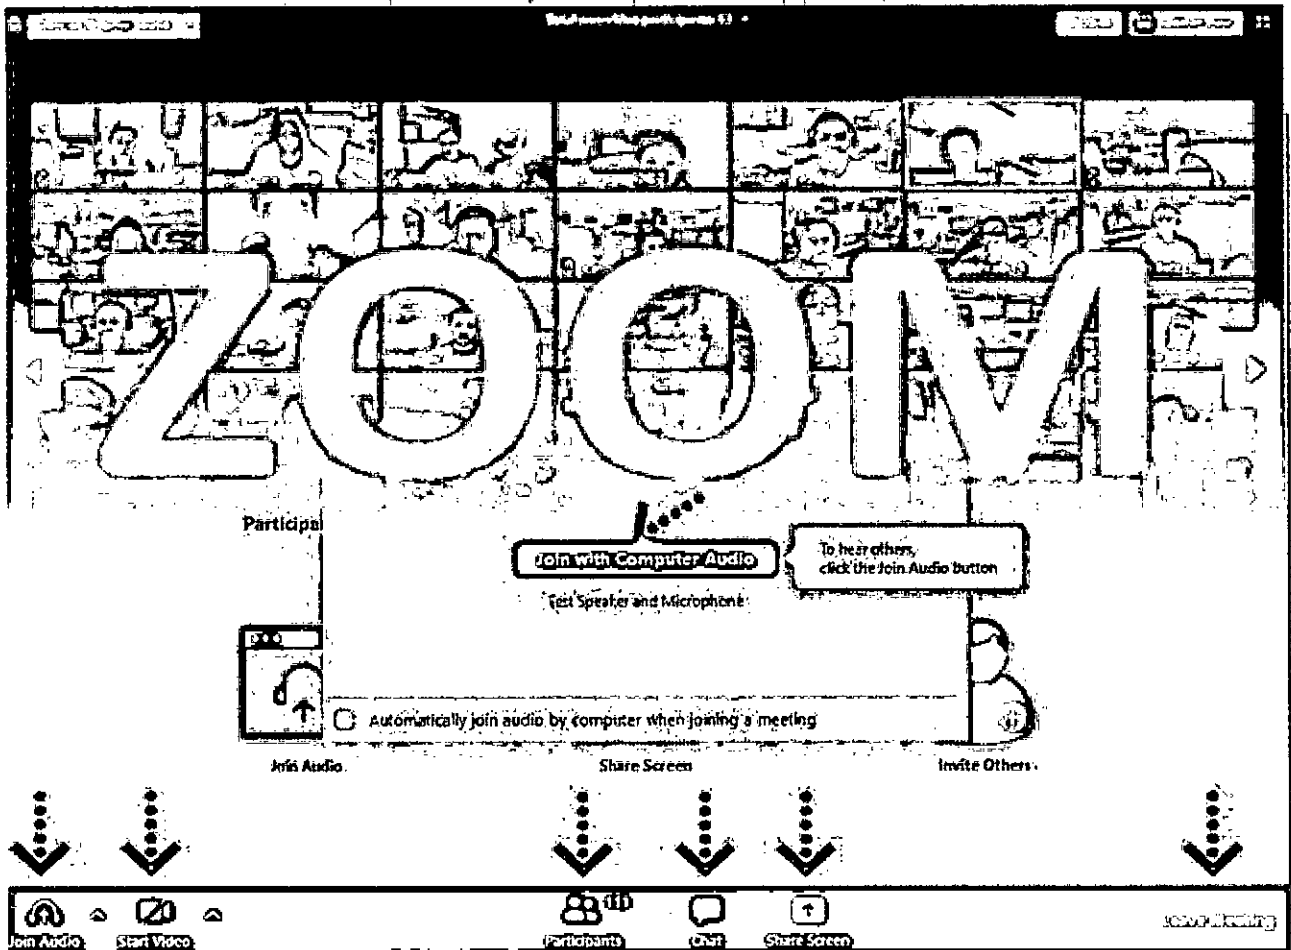 ZOOM
Participa
Join with Computer Audio
To hear others,
click the Join Audio button
Test Speaker and Microphone
Automatically join audio by computer when joining a meeting
Join Audio
Share Screen
Invite Others
Join Audio
Start Video
Participants
Chat
Share Screen
Leave Meeting